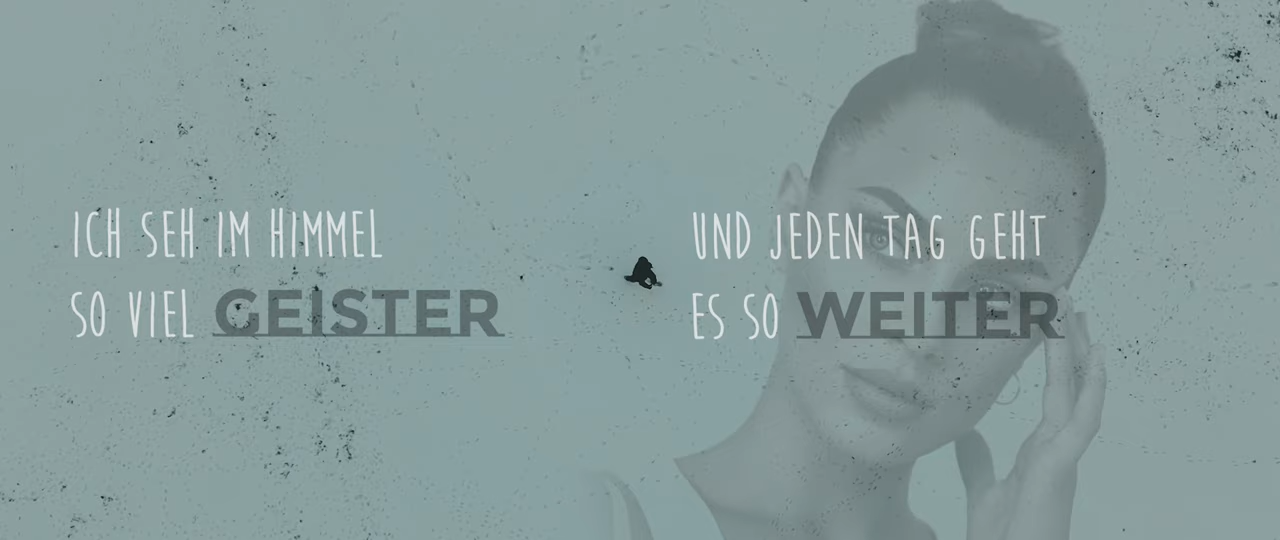 ICH SEH IM HIMMEL
SO VIEL GEISTER
UND JEDEN TAG GEHT
ES SO WEITER